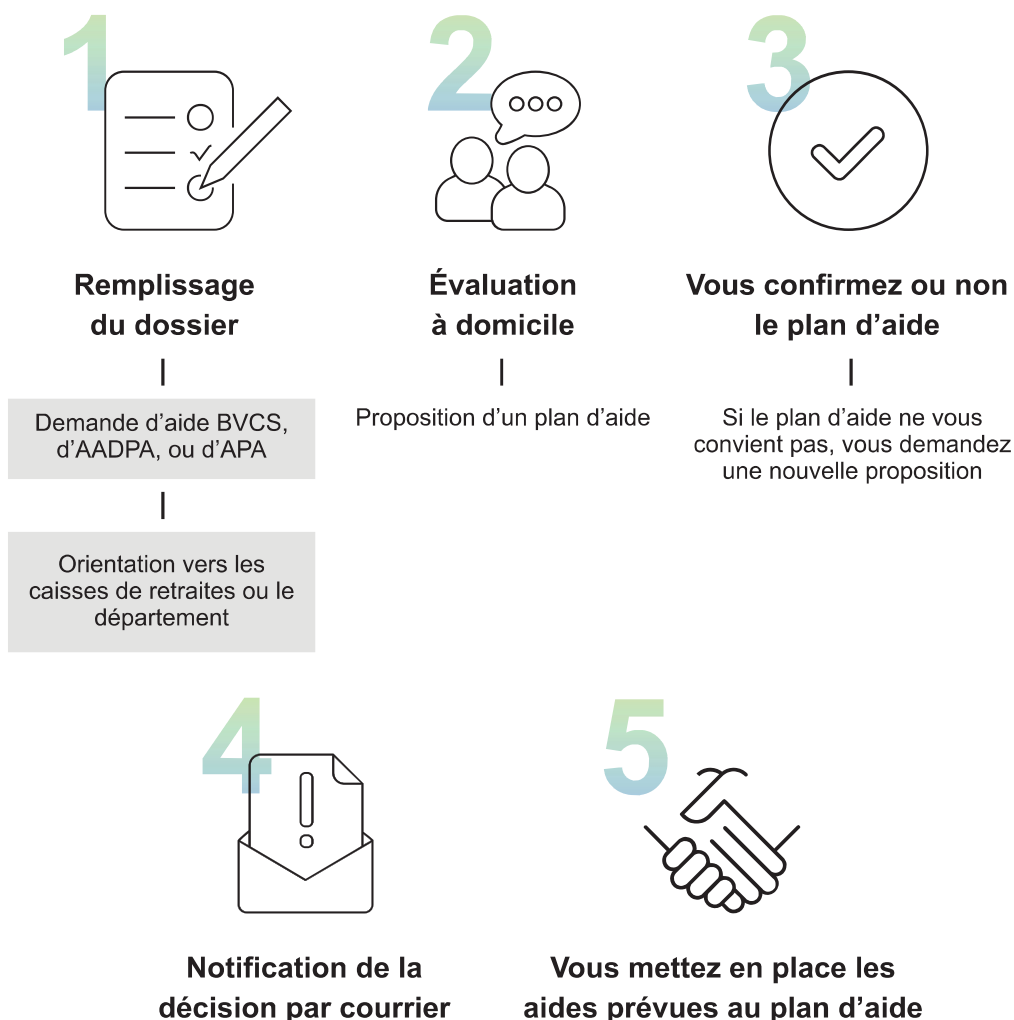 1
Remplissage
du dossier
Demande d’aide BVCS,
d’AADPA, ou d’APA
Orientation vers les
caisses de retraites ou le
département
2
Évaluation
à domicile
Proposition d’un plan d’aide
3
Vous confirmez ou non
le plan d’aide
Si le plan d’aide ne vous
convient pas, vous demandez
une nouvelle proposition
4
Notification de la
décision par courrier
5
Vous mettez en place les
aides prévues au plan d’aide